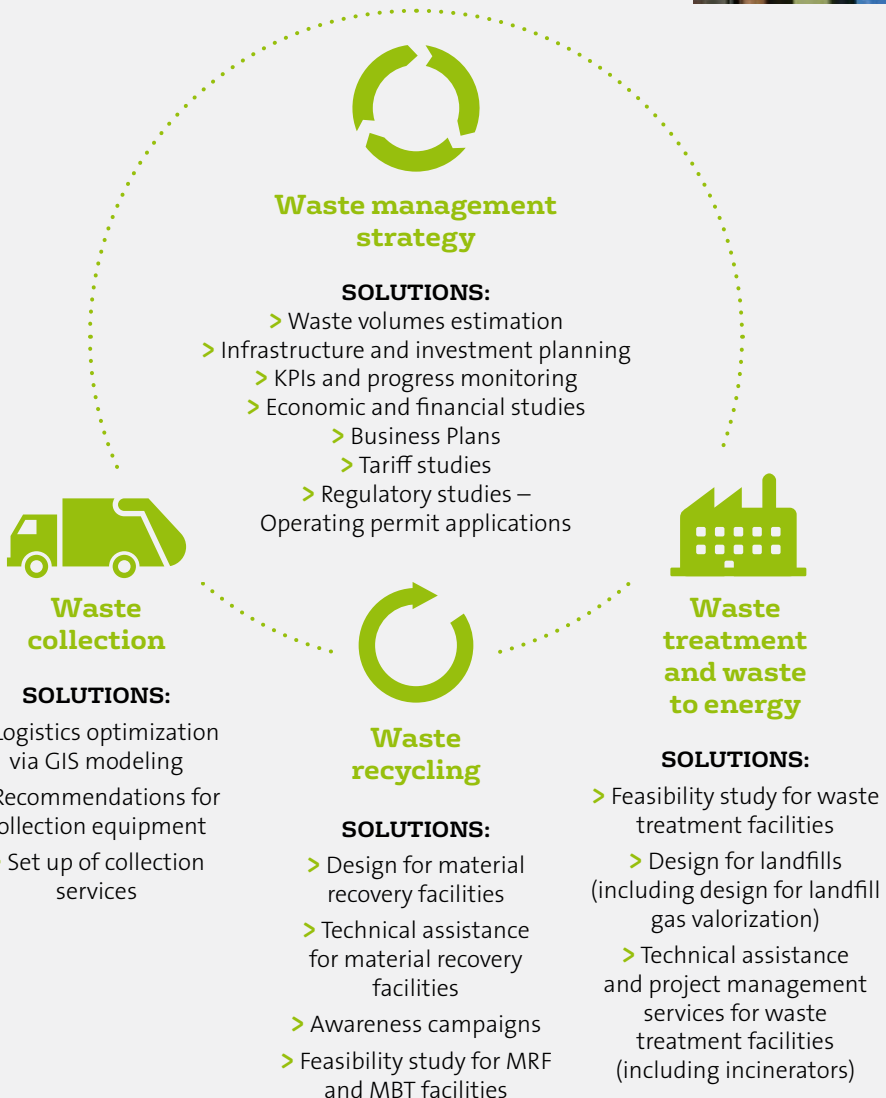 Waste management
strategy
SOLUTIONS:
> Waste volumes estimation
> Infrastructure and investment planning
> KPIs and progress monitoring
> Economic and financial studies
> Business Plans
> Tariff studies
> Regulatory studies –
Operating permit applications
Waste
collection
SOLUTIONS:
Logistics optimization
via GIS modeling
Recommendations for
collection equipment
> Set up of collection
services
Waste
recycling
SOLUTIONS:
> Design for material
recovery facilities
> Technical assistance
for material recovery
facilities
> Awareness campaigns
> Feasibility study for MRF
and MBT facilities
Waste
treatment
and waste
to energy
SOLUTIONS:
> Feasibility study for waste
treatment facilities
> Design for landfills
(including design for landfill
gas valorization)
> Technical assistance
and project management
services for waste
treatment facilities
(including incinerators)